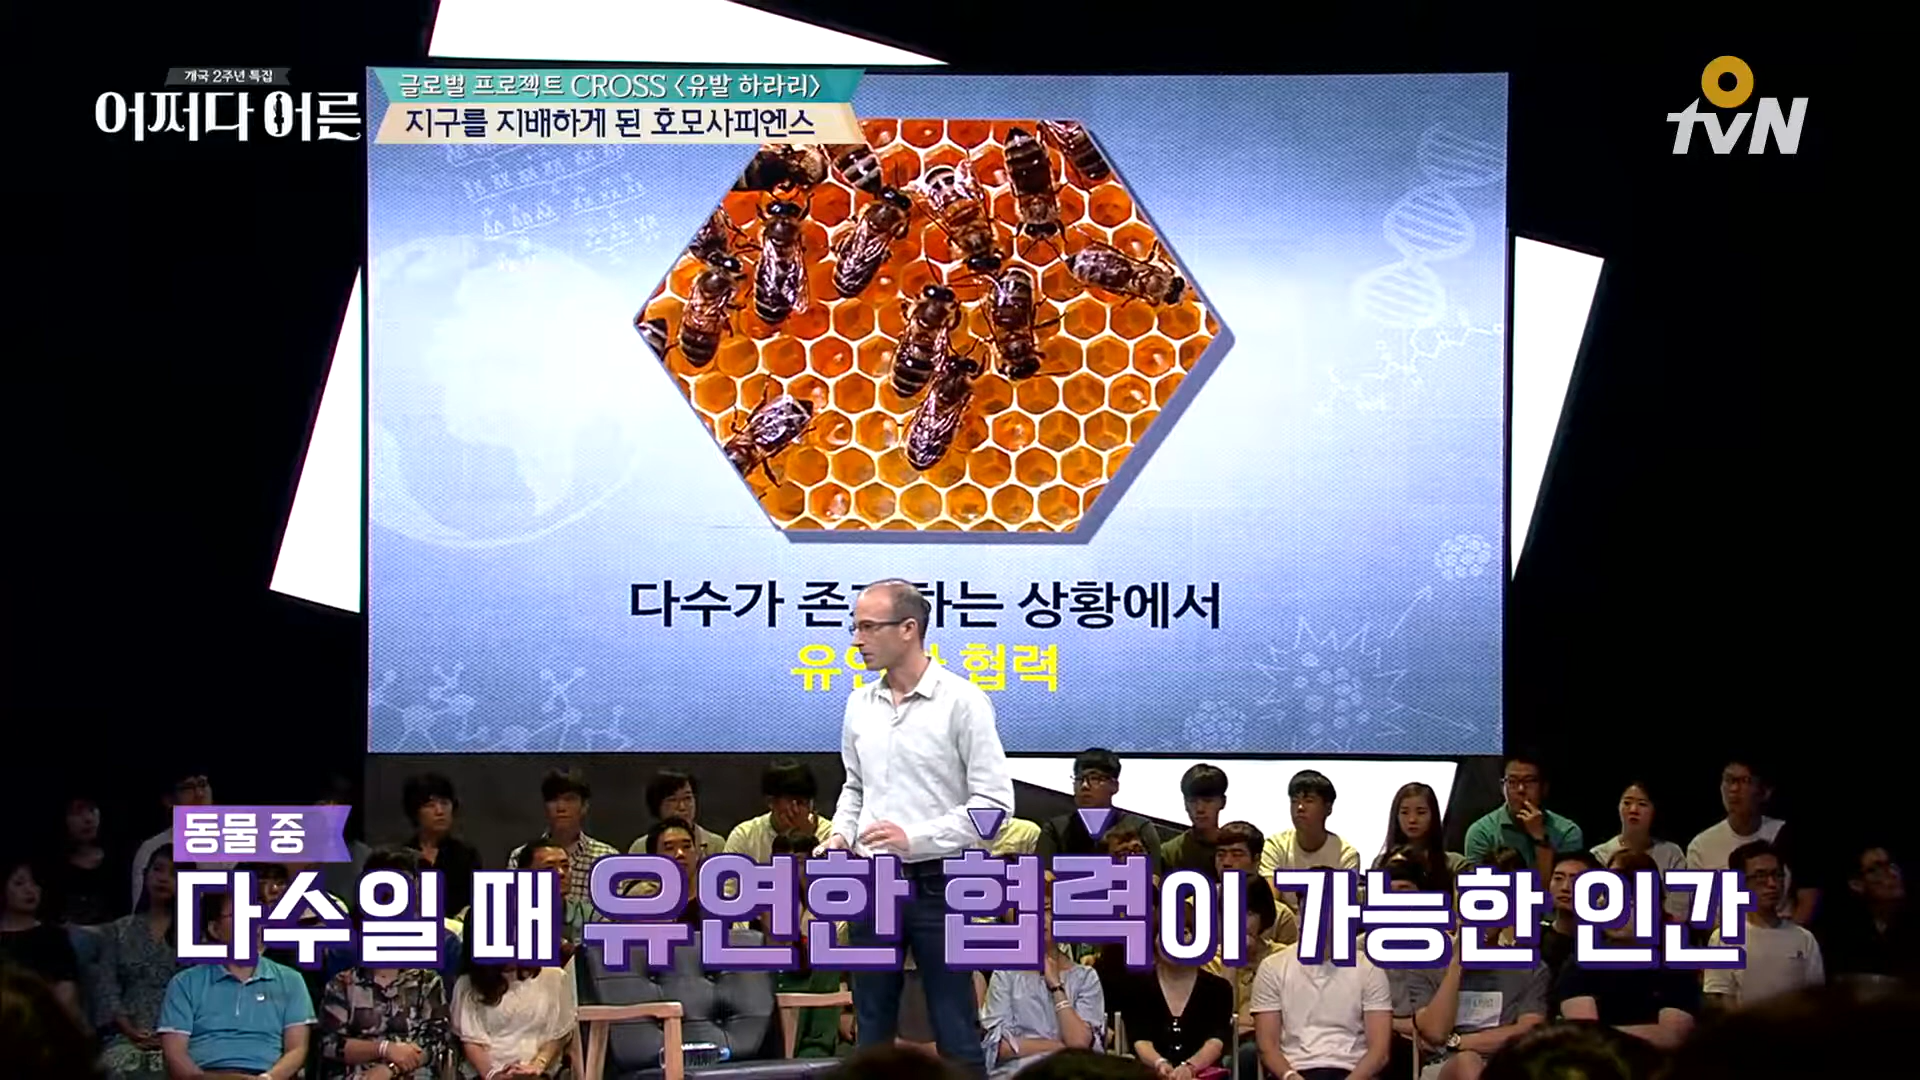 개국 2주년 특집
어쩌다 어른
글로벌 프로젝트 CROSS <유발 하라리>
지구를 지배하게 된 호모사피엔스
tvN
다수가 하는 상황에서
협력
동물 중
다수일 때 유연한 협력이 가능한 인간